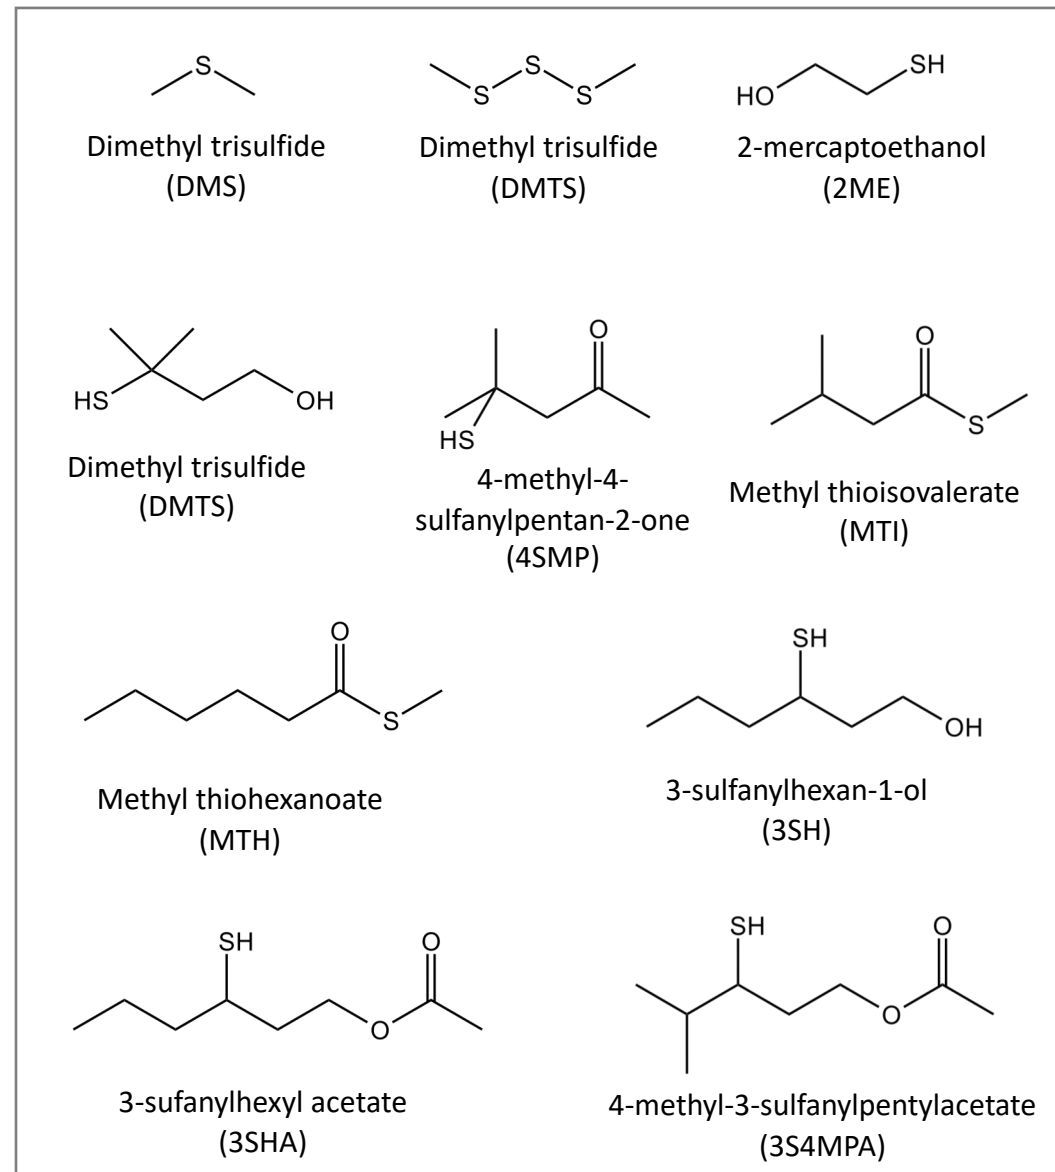 S
S
S
S
SH
HO
Dimethyl trisulfide
(DMS)
Dimethyl trisulfide
(DMTS)
2-mercaptoethanol
(2ME)
HS
OH
Dimethyl trisulfide
(DMTS)
O
HS
4-methyl-4-
sulfanylpentan-2-one
(4SMP)
O
S
Methyl thioisovalerate
(MTI)
O
S
Methyl thiohexanoate
(MTH)
SH
OH
3-sulfanylhexan-1-ol
(3SH)
SH
O
O
3-sufanylhexyl acetate
(3SHA)
SH
O
O
4-methyl-3-sulfanylpentylacetate
(3S4MPA)